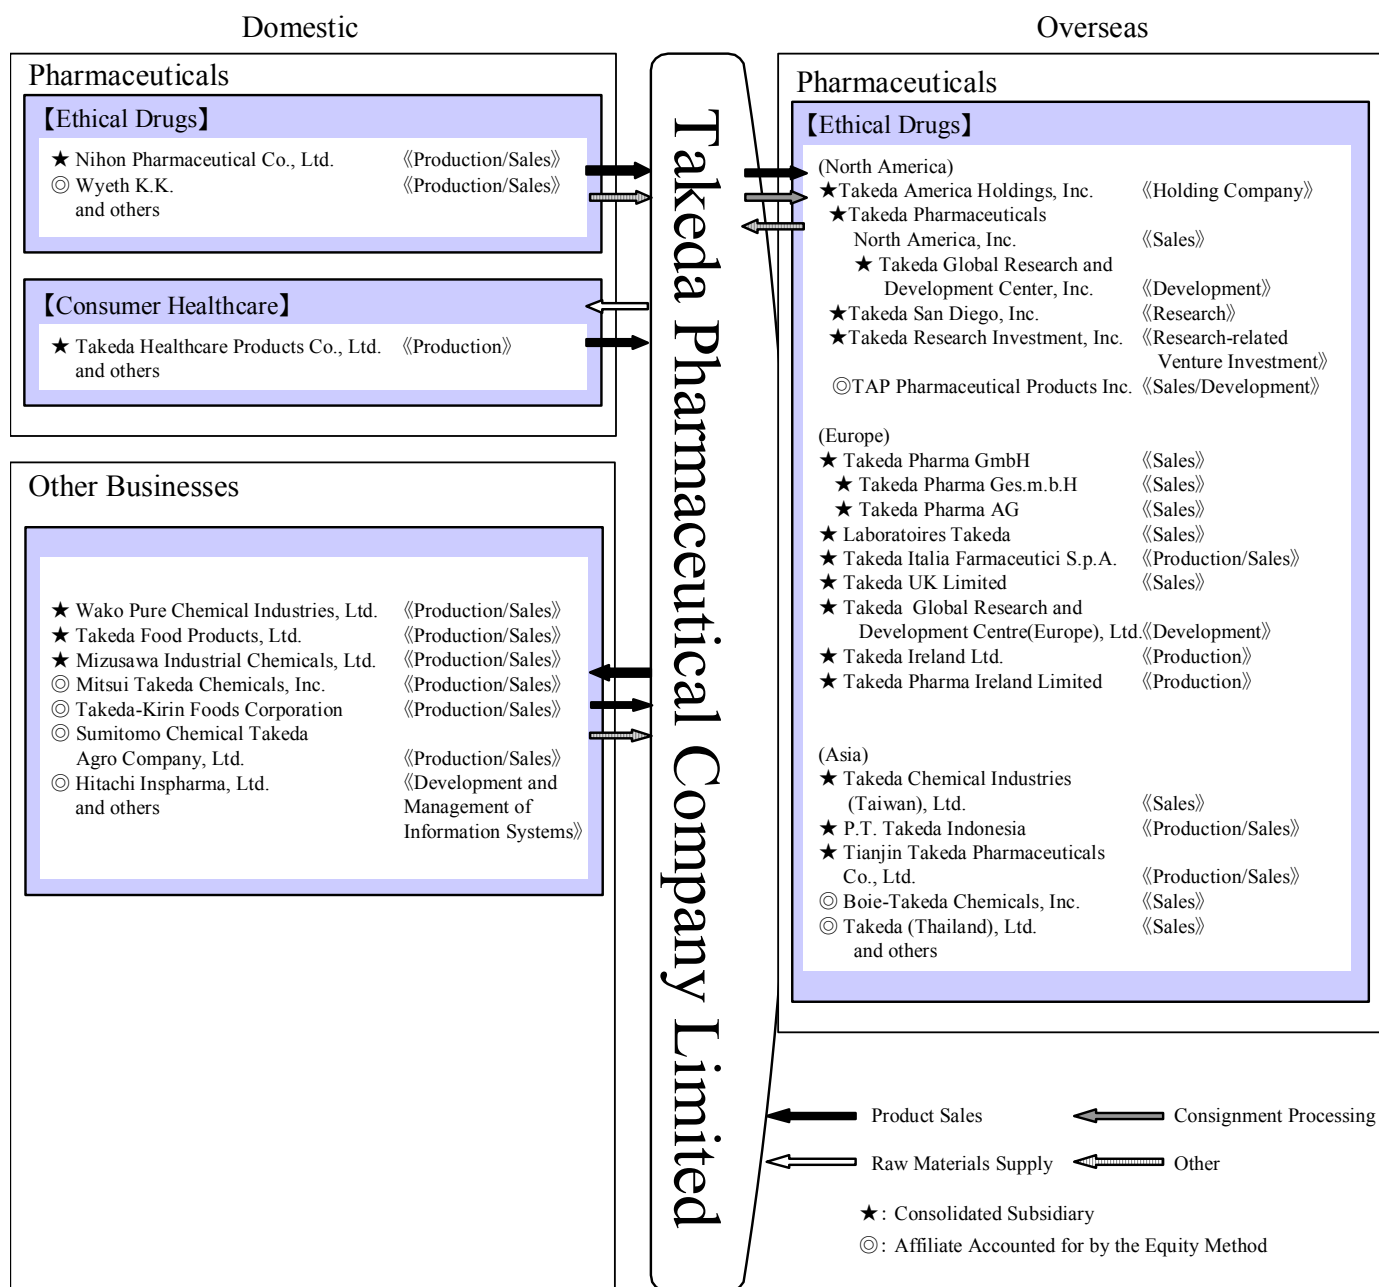 Domestic
Overseas
Pharmaceuticals
【Ethical Drugs】
★ Nihon Pharmaceutical Co., Ltd. 《Production/Sales》
◎ Wyeth K.K. 《Production/Sales》
and others
【Consumer Healthcare】
★ Takeda Healthcare Products Co., Ltd. 《Production》
and others
Other Businesses
★ Wako Pure Chemical Industries, Ltd. 《Production/Sales》
★ Takeda Food Products, Ltd. 《Production/Sales》
★ Mizusawa Industrial Chemicals, Ltd. 《Production/Sales》
◎ Mitsui Takeda Chemicals, Inc. 《Production/Sales》
◎ Takeda-Kirin Foods Corporation 《Production/Sales》
◎ Sumitomo Chemical Takeda
Agro Company, Ltd. 《Production/Sales》
◎ Hitachi Inspharma, Ltd. 《Development and
and others Management of
Information Systems》
Takeda Pharmaceutical Company Limited
Pharmaceuticals
【Ethical Drugs】
(North America)
★Takeda America Holdings, Inc. 《Holding Company》
★Takeda Pharmaceuticals
North America, Inc. 《Sales》
★ Takeda Global Research and
Development Center, Inc. 《Development》
★Takeda San Diego, Inc. 《Research》
★Takeda Research Investment, Inc. 《Research-related
Venture Investment》
◎TAP Pharmaceutical Products Inc. 《Sales/Development》
(Europe)
★ Takeda Pharma GmbH 《Sales》
★ Takeda Pharma Ges.m.b.H 《Sales》
★ Takeda Pharma AG 《Sales》
★ Laboratoires Takeda 《Sales》
★ Takeda Italia Farmaceutici S.p.A. 《Production/Sales》
★ Takeda UK Limited 《Sales》
★ Takeda Global Research and
Development Centre(Europe), Ltd.《Development》
★ Takeda Ireland Ltd. 《Production》
★ Takeda Pharma Ireland Limited 《Production》
(Asia)
★ Takeda Chemical Industries
(Taiwan), Ltd. 《Sales》
★ P.T. Takeda Indonesia 《Production/Sales》
★ Tianjin Takeda Pharmaceuticals
Co., Ltd. 《Production/Sales》
◎ Boie-Takeda Chemicals, Inc. 《Sales》
◎ Takeda (Thailand), Ltd. 《Sales》
and others
Product Sales
Consignment Processing
Raw Materials Supply
Other
★: Consolidated Subsidiary
◎: Affiliate Accounted for by the Equity Method